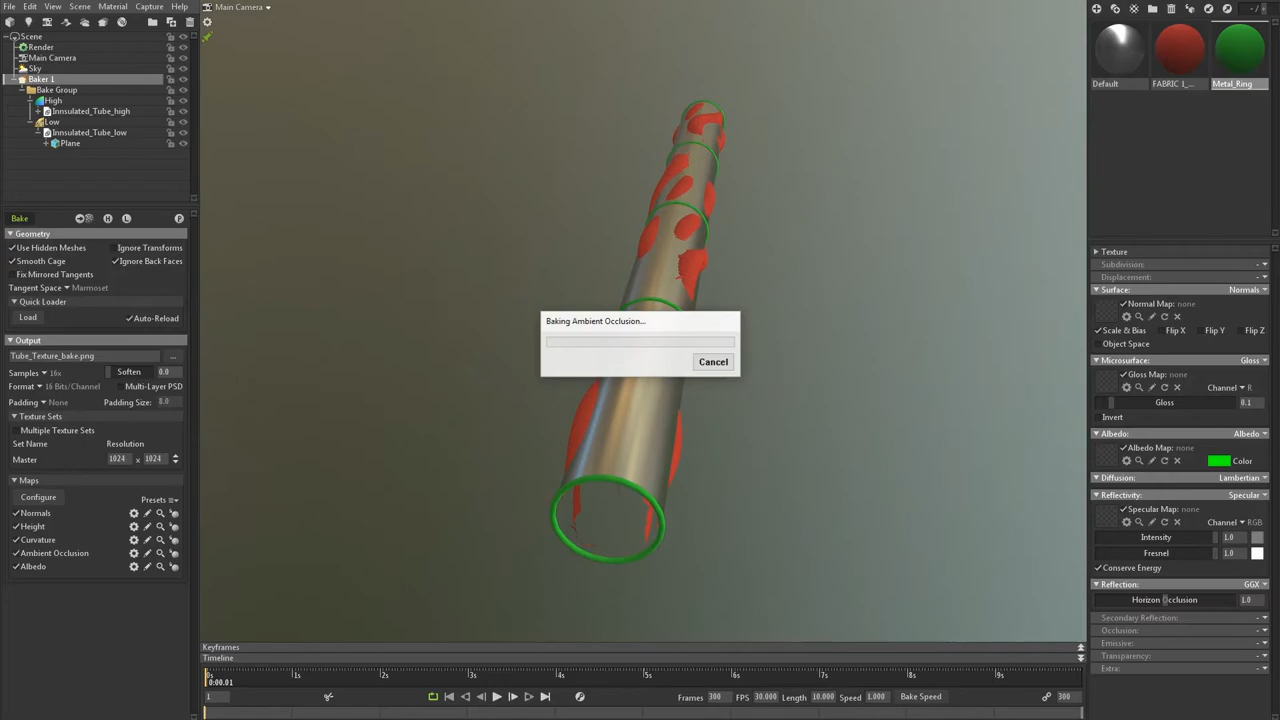 File Edit View Scene Material Capture Help
Main Camera
Scene
Render
Main Camera
Sky
Baker 1
Bake Group
High
Innsulated_Tube_high
Low
Innsulated_Tube_low
Plane
Bake
H L P
Geometry
Use Hidden Meshes Ignore Transforms
Smooth Cage Ignore Back Faces
Fix Mirrored Tangents
Tangent Space Marmoset
Quick Loader
Load Auto-Reload
Output
Tube_Texture_bake.png ...
Samples 16x Soften 0.0
Format 16 Bits/Channel Multi-Layer PSD
Padding None Padding Size: 8.0
Texture Sets
Multiple Texture Sets
Set Name Resolution
Master 1024 x 1024
Maps
Configure Presets
Normals
Height
Curvature
Ambient Occlusion
Albedo
Baking Ambient Occlusion...
Cancel
Keyframes
Timeline
0s 1s 2s 3s 4s 5s 6s 7s 8s 9s
0:00.01
1 Frames 300 FPS 30.000 Length 10.000 Speed 1.000 Bake Speed 300
Default FABRIC 1_... Metal_Ring
Texture
Subdivision:
Displacement:
Surface: Normals
Normal Map: none
Scale & Bias Flip X Flip Y Flip Z
Object Space
Microsurface: Gloss
Gloss Map: none
Channel R
Gloss 0.1
Invert
Albedo: Albedo
Albedo Map: none
Color
Diffusion: Lambertian
Reflectivity: Specular
Specular Map: none
Channel RGB
Intensity 1.0
Fresnel 1.0
Conserve Energy
Reflection: GGX
Horizon Occlusion 1.0
Secondary Reflection:
Occlusion:
Emissive:
Transparency:
Extra: